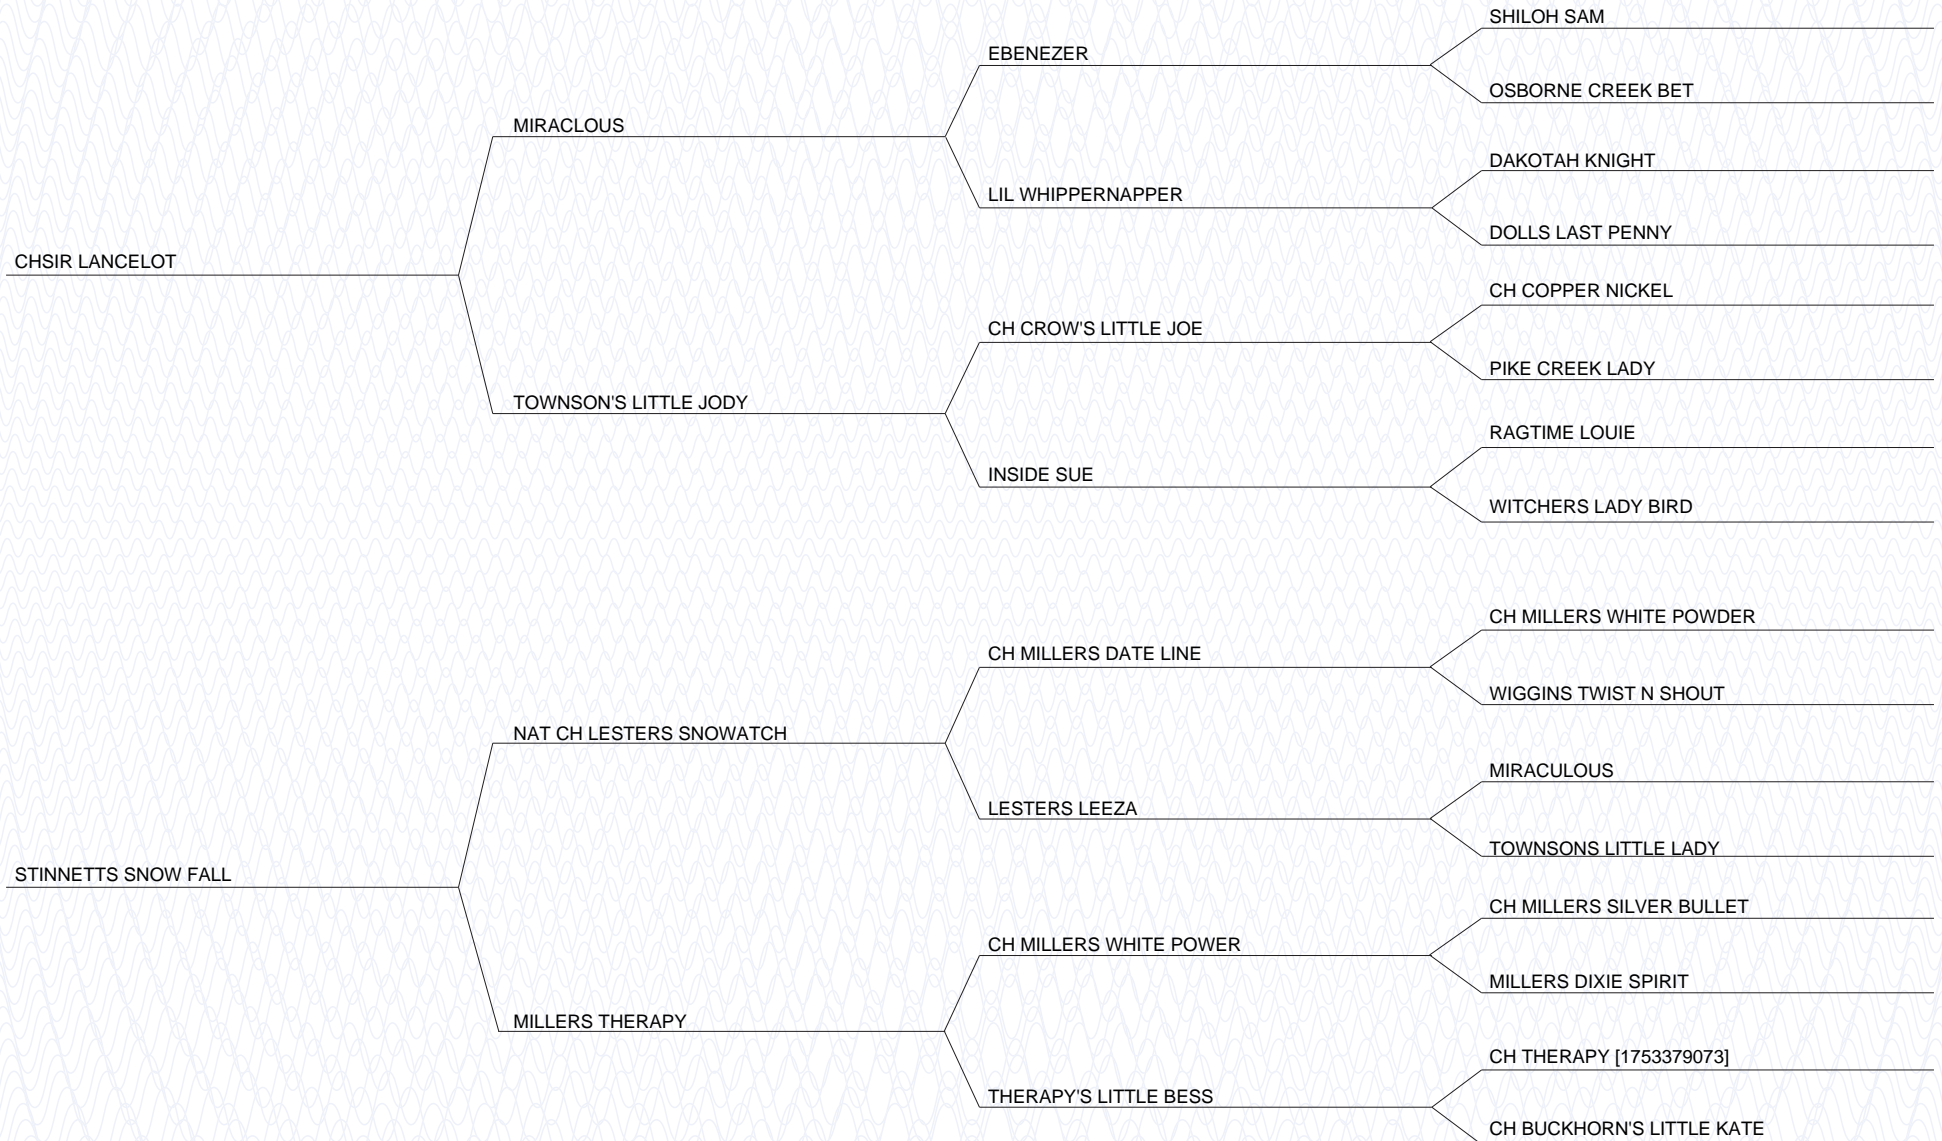 SHILOH SAM
EBENEZER
OSBORNE CREEK BET
MIRACLOUS
DAKOTAH KNIGHT
LIL WHIPPERNAPPER
DOLLS LAST PENNY
CHSIR LANCELOT
CH COPPER NICKEL
CH CROW'S LITTLE JOE
PIKE CREEK LADY
TOWNSON'S LITTLE JODY
RAGTIME LOUIE
INSIDE SUE
WITCHERS LADY BIRD
CH MILLERS WHITE POWDER
CH MILLERS DATE LINE
WIGGINS TWIST N SHOUT
NAT CH LESTERS SNOWATCH
MIRACULOUS
LESTERS LEEZA
TOWNSONS LITTLE LADY
STINNETTS SNOW FALL
CH MILLERS SILVER BULLET
CH MILLERS WHITE POWER
MILLERS DIXIE SPIRIT
MILLERS THERAPY
CH THERAPY [1753379073]
THERAPY'S LITTLE BESS
CH BUCKHORN'S LITTLE KATE